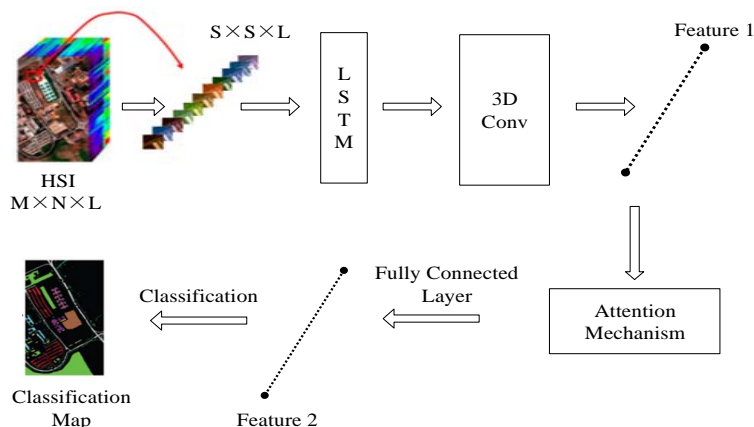 S×S×L
Feature 1
L
S
T
M
3D
Conv
HSI
M×N×L
Attention
Mechanism
Fully Connected
Layer
Classification
Classification
Map
Feature 2